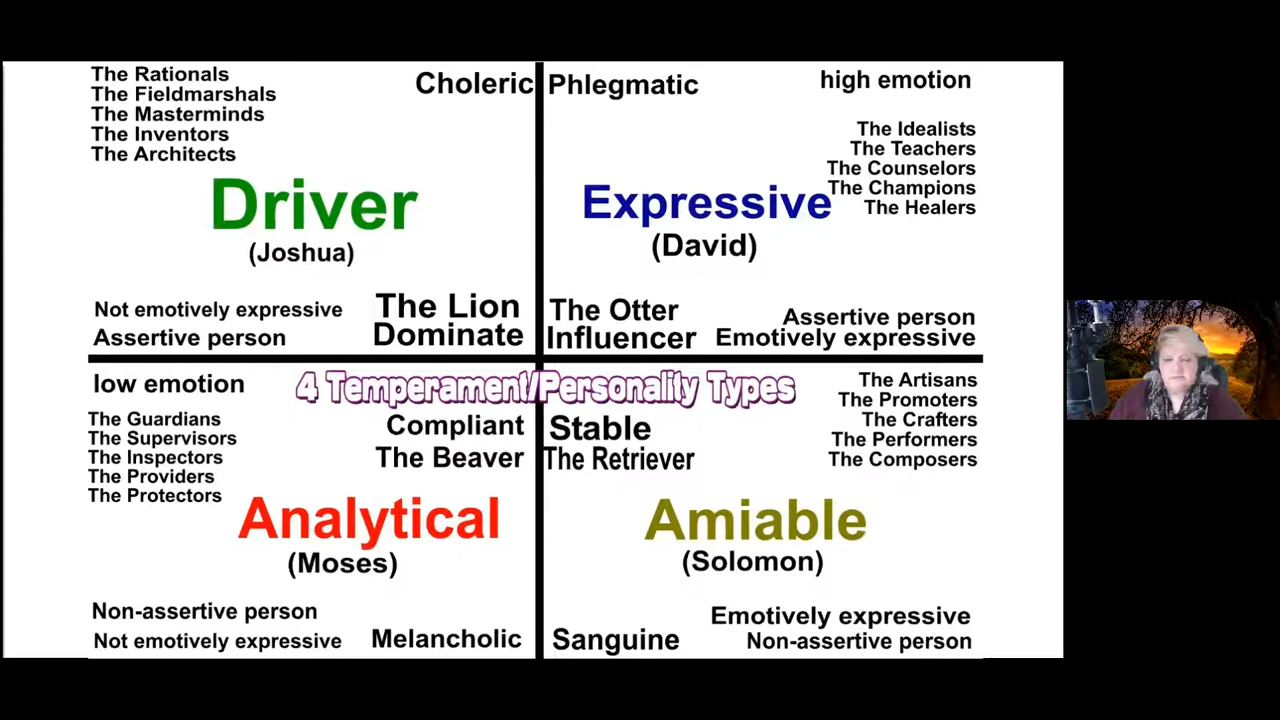 The Rationals
The Fieldmarshals
The Masterminds
The Inventors
The Architects
Choleric
Driver
(Joshua)
Not emotively expressive
Assertive person
The Lion
Dominate
Phlegmatic
high emotion
The Idealists
The Teachers
The Counselors
The Champions
The Healers
Expressive
(David)
The Otter
Influencer
Assertive person
Emotively expressive
4 Temperament/Personality Types
low emotion
The Guardians
The Supervisors
The Inspectors
The Providers
The Protectors
Compliant
The Beaver
Analytical
(Moses)
Non-assertive person
Not emotively expressive
Melancholic
Stable
The Retriever
The Artisans
The Promoters
The Crafters
The Performers
The Composers
Amiable
(Solomon)
Emotively expressive
Non-assertive person
Sanguine